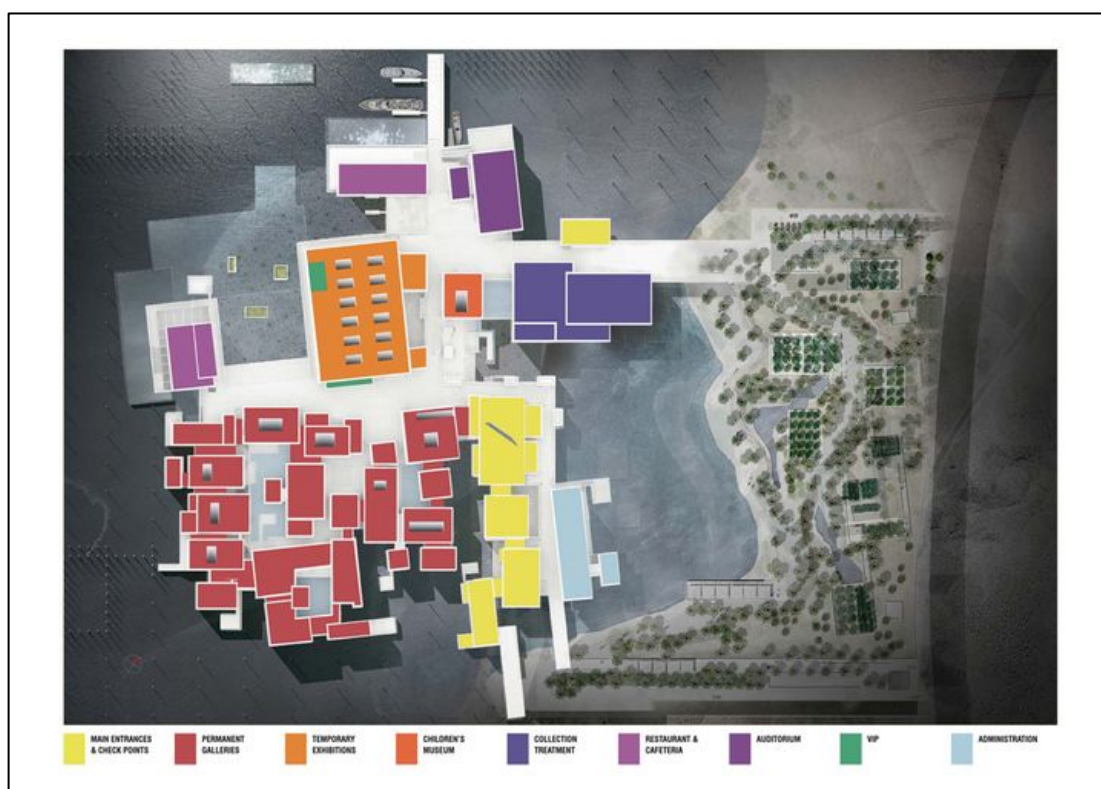 MAIN ENTRANCES
& CHECK POINTS
PERMANENT
GALLERIES
TEMPORARY
EXHIBITIONS
CHILDREN'S
MUSEUM
COLLECTION
TREATMENT
RESTAURANT &
CAFETERIA
AUDITORIUM
VIP
ADMINISTRATION